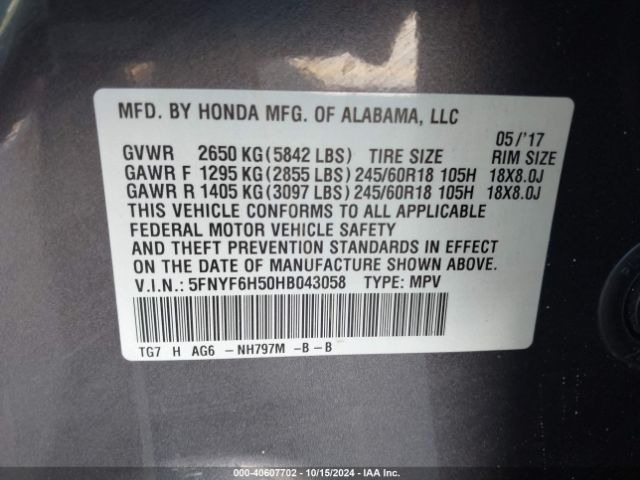 MFD. BY HONDA MFG. OF ALABAMA, LLC
05/'17
GVWR 2650 KG(5842 LBS) TIRE SIZE RIM SIZE
GAWR F 1295 KG(2855 LBS) 245/60R18 105H 18X8.0J
GAWR R 1405 KG(3097 LBS) 245/60R18 105H 18X8.0J
THIS VEHICLE CONFORMS TO ALL APPLICABLE
FEDERAL MOTOR VEHICLE SAFETY
AND THEFT PREVENTION STANDARDS IN EFFECT
ON THE DATE OF MANUFACTURE SHOWN ABOVE.
V.I.N.: 5FNYF6H50HB043058 TYPE: MPV
TG7 H AG6 -NH797M -B-B
000-40607702 - 10/15/2024 - IAA Inc.